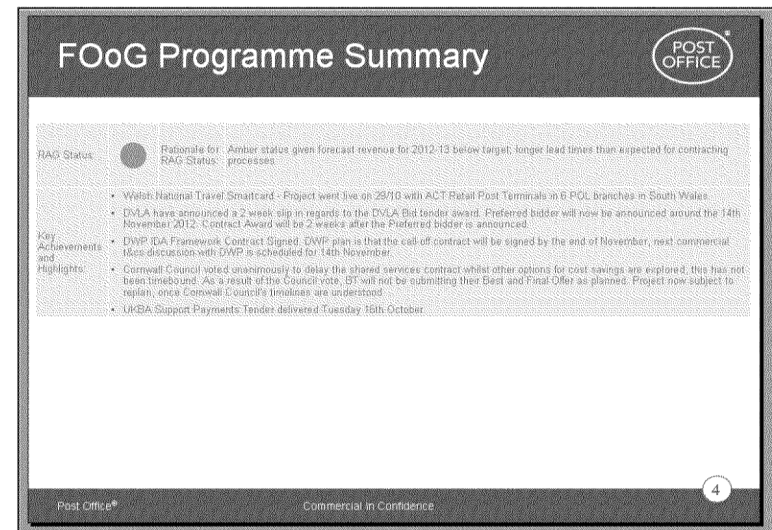 FOoG Programme Summary
POST
OFFICE
RAG Status:
Rationale for RAG Status:
Amber status given forecast revenue for 2012-13 below target; longer lead times than expected for contracting
processes
Key
Achievements
and
Highlights:
• Welsh National Travel Smartcard - Project went live on 29/10 with ACT Retail Post Terminals in 6 POL branches in South Wales
• DVLA have announced a 2 week slip in regards to the DVLA Bid tender award. Preferred bidder will now be announced around the 14th
November 2012. Contract Award will be 2 weeks after the Preferred bidder is announced.
• DWP IDA Framework Contract Signed. DWP plan is that the call-off contract will be signed by the end of November, next commercial
t&cs discussion with DWP is scheduled for 14th November.
• Cornwall Council voted unanimously to delay the shared services contract whilst other options for cost savings are explored, this has not
been timebound. As a result of the Council vote, BT will not be submitting their Best and Final Offer as planned. Project now subject to
replan, once Cornwall Council's timelines are understood
• UKBA Support Payments Tender delivered Tuesday 16th October
Post Office®
Commercial In Confidence
4